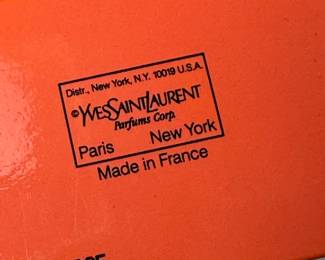 Distr., New York, N.Y. 10019 U.S.A.
©YVESSAINTLAURENT
Parfums Corp.
Paris New York
Made in France